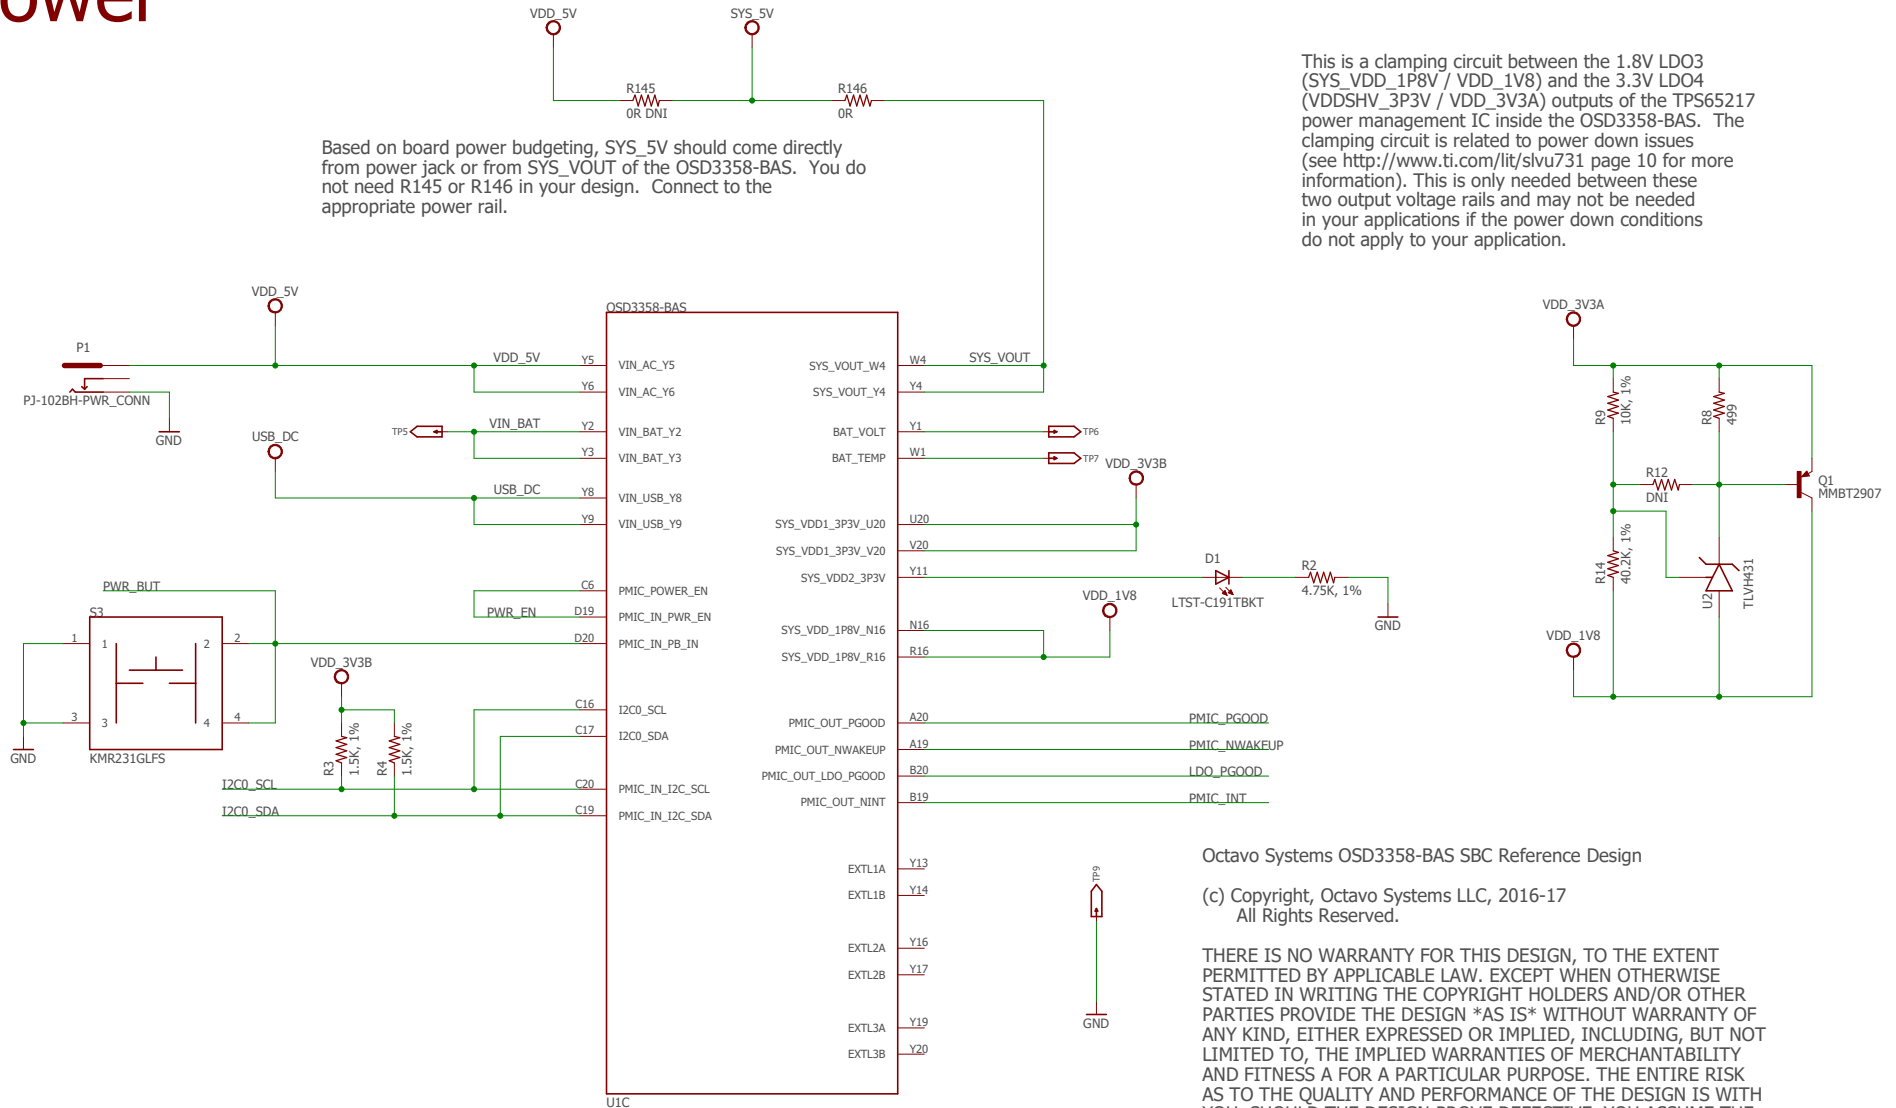 Power
VDD_5V
SYS_5V
R145
0R DNI
R146
0R
Based on board power budgeting, SYS_5V should come directly
from power jack or from SYS_VOUT of the OSD3358-BAS.  You do
not need R145 or R146 in your design.  Connect to the
appropriate power rail.
This is a clamping circuit between the 1.8V LDO3
(SYS_VDD_1P8V / VDD_1V8) and the 3.3V LDO4
(VDDSHV_3P3V / VDD_3V3A) outputs of the TPS65217
power management IC inside the OSD3358-BAS.  The
clamping circuit is related to power down issues
(see http://www.ti.com/lit/slvu731 page 10 for more
information). This is only needed between these
two output voltage rails and may not be needed
in your applications if the power down conditions
do not apply to your application.
P1
PJ-102BH-PWR_CONN
GND
VDD_5V
USB_DC
TP5
VDD_5V
VIN_BAT
USB_DC
PWR_BUT
S3
1
3
1
2
3
4
2
4
KMR231GLFS
GND
VDD_3V3B
R3
1.5K, 1%
R4
1.5K, 1%
I2C0_SCL
I2C0_SDA
PWR_EN
OSD3358-BAS
Y5 VIN_AC_Y5
Y6 VIN_AC_Y6
Y2 VIN_BAT_Y2
Y3 VIN_BAT_Y3
Y8 VIN_USB_Y8
Y9 VIN_USB_Y9
C6 PMIC_POWER_EN
D19 PMIC_IN_PWR_EN
D20 PMIC_IN_PB_IN
C16 I2C0_SCL
C17 I2C0_SDA
C20 PMIC_IN_I2C_SCL
C19 PMIC_IN_I2C_SDA
SYS_VOUT_W4 W4
SYS_VOUT_Y4 Y4
BAT_VOLT Y1
BAT_TEMP W1
SYS_VDD1_3P3V_U20 U20
SYS_VDD1_3P3V_V20 V20
SYS_VDD2_3P3V Y11
SYS_VDD_1P8V_N16 N16
SYS_VDD_1P8V_R16 R16
PMIC_OUT_PGOOD A20
PMIC_OUT_NWAKEUP A19
PMIC_OUT_LDO_PGOOD B20
PMIC_OUT_NINT B19
EXTL1A Y13
EXTL1B Y14
EXTL2A Y16
EXTL2B Y17
EXTL3A Y19
EXTL3B Y20
U1C
SYS_VOUT
TP6
TP7
VDD_3V3B
D1
LTST-C191TBKT
R2
4.75K, 1%
GND
VDD_1V8
PMIC_PGOOD
PMIC_NWAKEUP
LDO_PGOOD
PMIC_INT
TP9
GND
VDD_3V3A
R9
10K, 1%
R8
499
R12
DNI
Q1
MMBT2907
R14
40.2K, 1%
U2
TLVH431
VDD_1V8
Octavo Systems OSD3358-BAS SBC Reference Design
(c) Copyright, Octavo Systems LLC, 2016-17
All Rights Reserved.
THERE IS NO WARRANTY FOR THIS DESIGN, TO THE EXTENT
PERMITTED BY APPLICABLE LAW. EXCEPT WHEN OTHERWISE
STATED IN WRITING THE COPYRIGHT HOLDERS AND/OR OTHER
PARTIES PROVIDE THE DESIGN *AS IS* WITHOUT WARRANTY OF
ANY KIND, EITHER EXPRESSED OR IMPLIED, INCLUDING, BUT NOT
LIMITED TO, THE IMPLIED WARRANTIES OF MERCHANTABILITY
AND FITNESS A FOR A PARTICULAR PURPOSE. THE ENTIRE RISK
AS TO THE QUALITY AND PERFORMANCE OF THE DESIGN IS WITH
YOU. SHOULD THE DESIGN PROVE DEFECTIVE, YOU ASSUME THE